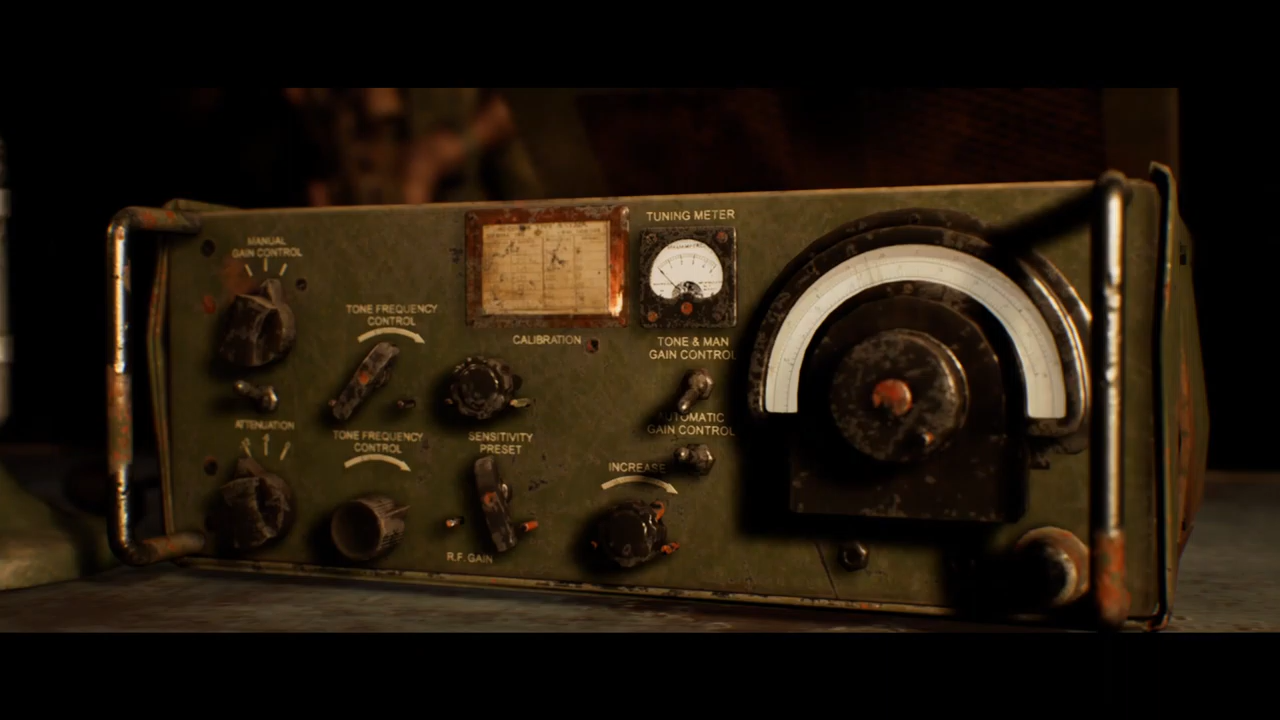 MANUAL
GAIN CONTROL
TONE FREQUENCY
CONTROL
ATTENUATION
TONE FREQUENCY
CONTROL
CALIBRATION
SENSITIVITY
PRESET
R.F. GAIN
TUNING METER
TONE & MAN
GAIN CONTROL
AUTOMATIC
GAIN CONTROL
INCREASE